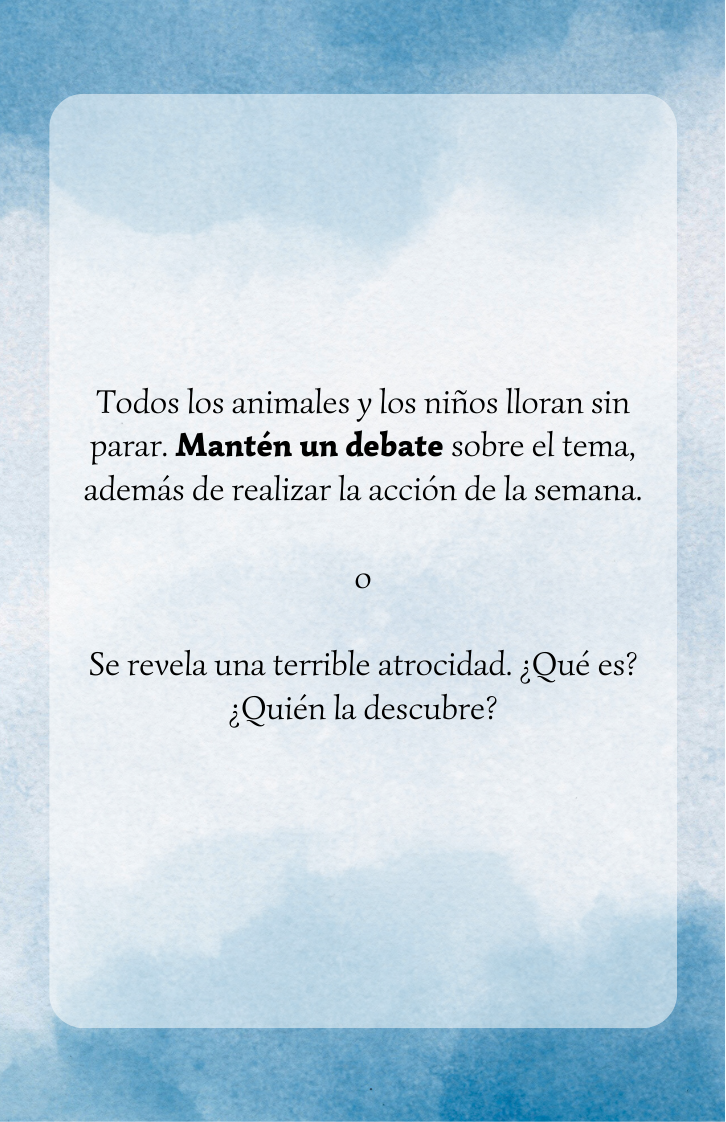 Todos los animales y los niños lloran sin
parar. Mantén un debate sobre el tema,
además de realizar la acción de la semana.
o
Se revela una terrible atrocidad. ¿Qué es?
¿Quién la descubre?